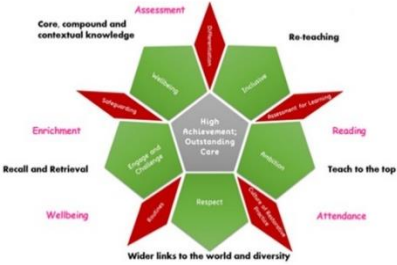 Assessment
Core, compound and
contextual knowledge
Differentiation
Re-teaching
Wellbeing
Inclusive
Safeguarding
Assessment for Learning
High
Achievement;
Outstanding
Care
Enrichment
Reading
Engage and
Challenge
Ambition
Recall and Retrieval
Teach to the top
Routines
Respect
Culture of Restorative
Practice
Wellbeing
Attendance
Wider links to the world and diversity